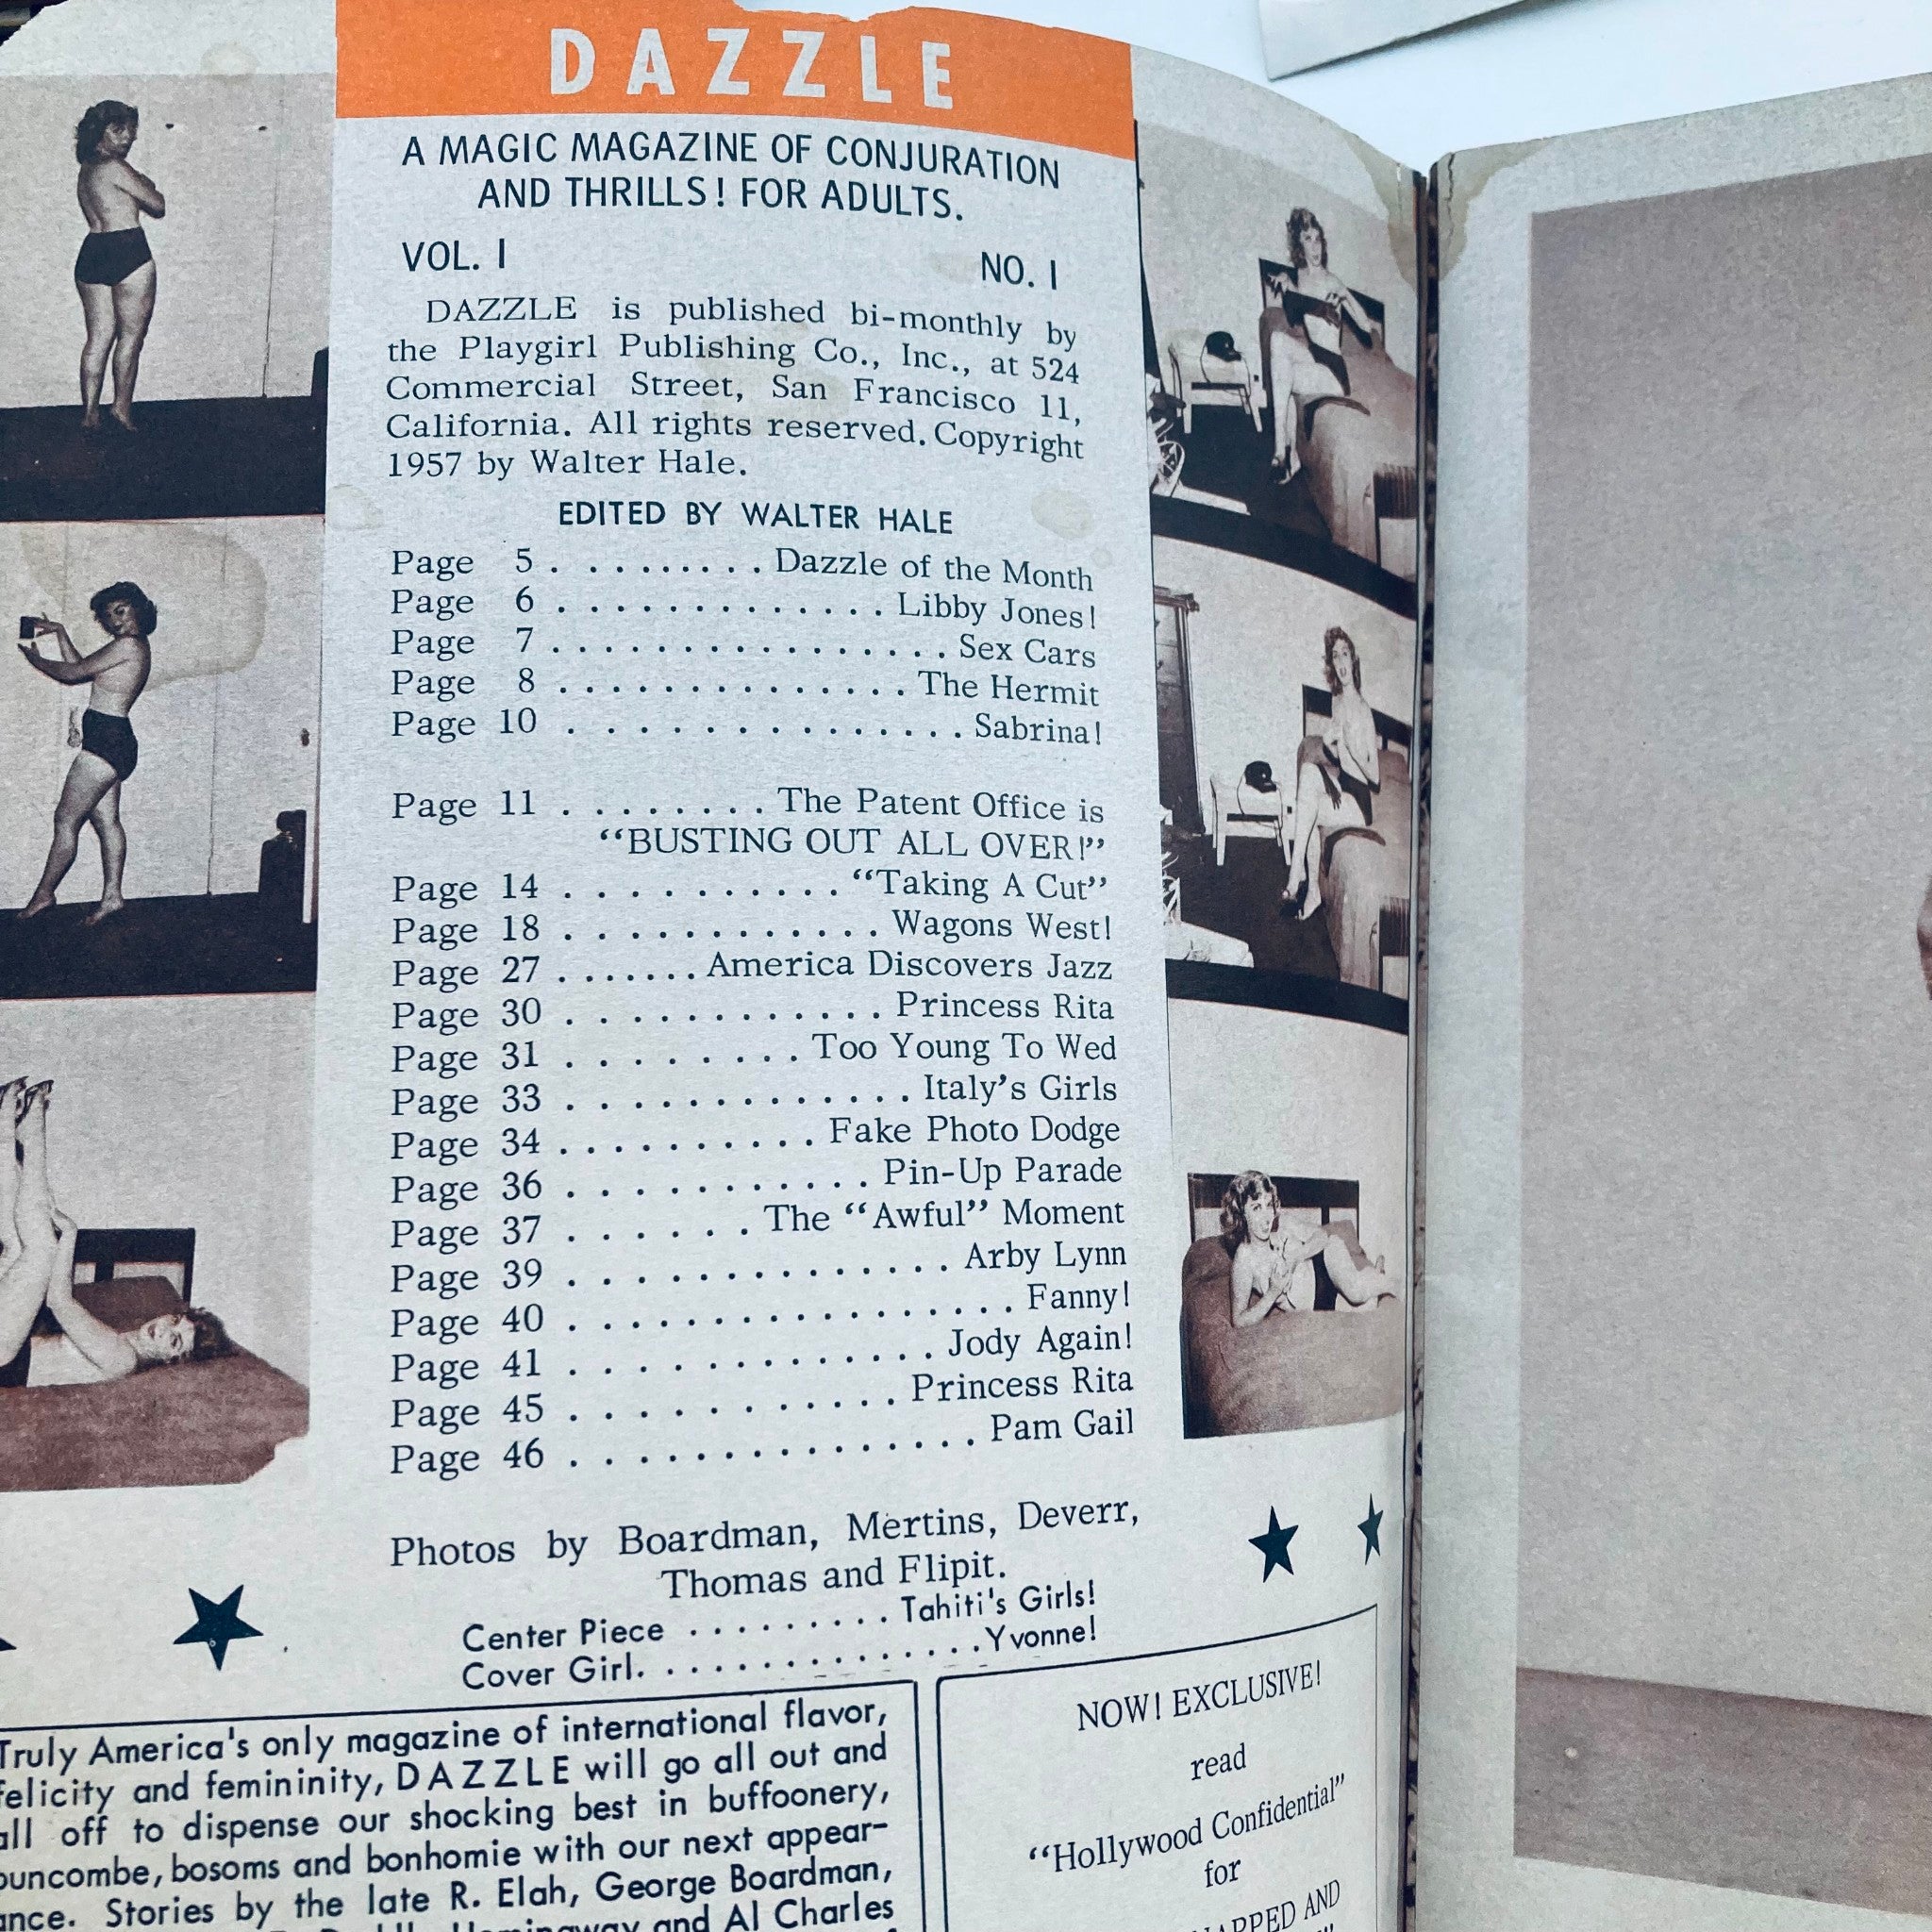 DAZZLE
A MAGIC MAGAZINE OF CONJURATION
AND THRILLS! FOR ADULTS.
VOL. I NO. I
DAZZLE is published bi-monthly by
the Playgirl Publishing Co., Inc., at 524
Commercial Street, San Francisco 11,
California. All rights reserved. Copyright
1957 by Walter Hale.
EDITED BY WALTER HALE
Page 5 . . . . . . . . . Dazzle of the Month
Page 6 . . . . . . . . . . . . . Libby Jones!
Page 7 . . . . . . . . . . . . . . . . Sex Cars
Page 8 . . . . . . . . . . . . . . The Hermit
Page 10 . . . . . . . . . . . . . . Sabrina!
Page 11 . . . . . . . . The Patent Office is
“BUSTING OUT ALL OVER!”
Page 14 . . . . . . . . . . “Taking A Cut”
Page 18 . . . . . . . . . . . . Wagons West!
Page 27 . . . . . . . America Discovers Jazz
Page 30 . . . . . . . . . . . . Princess Rita
Page 31 . . . . . . . . . Too Young To Wed
Page 33 . . . . . . . . . . . . . Italy's Girls
Page 34 . . . . . . . . . . Fake Photo Dodge
Page 36 . . . . . . . . . . . Pin-Up Parade
Page 37 . . . . . . The “Awful” Moment
Page 39 . . . . . . . . . . . . . . Arby Lynn
Page 40 . . . . . . . . . . . . . . . . Fanny!
Page 41 . . . . . . . . . . . . . Jody Again!
Page 45 . . . . . . . . . . . Princess Rita
Page 46 . . . . . . . . . . . . . . Pam Gail
Photos by Boardman, Mertins, Deverr,
Thomas and Flipit.
Center Piece . . . . . . . . . Tahiti's Girls!
Cover Girl. . . . . . . . . . . . . . Yvonne!
Truly America's only magazine of international flavor,
felicity and femininity, DAZZLE will go all out and
all off to dispense our shocking best in buffoonery,
buncombe, bosoms and bonhomie with our next appear-
ance. Stories by the late R. Elah, George Boardman,
and Al Charles
NOW! EXCLUSIVE!
read
“Hollywood Confidential”
for
AND